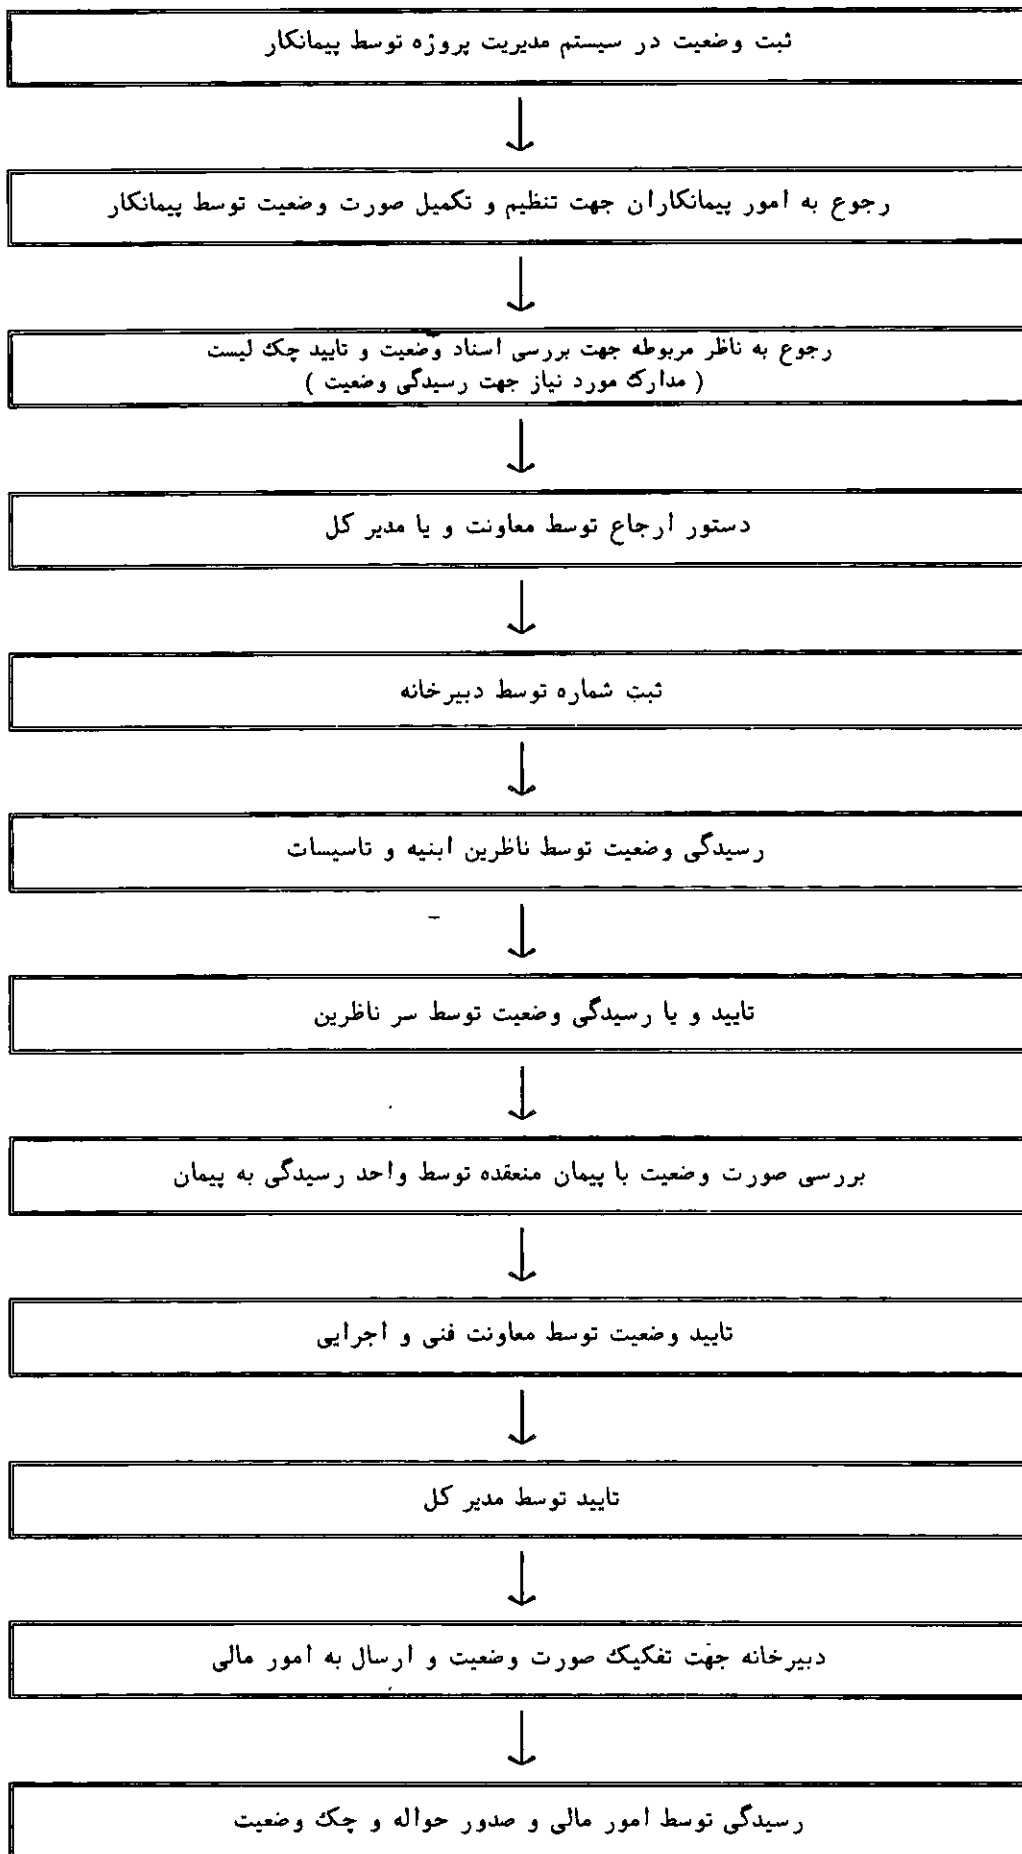 ثبت وضعیت در سیستم مدیریت پروژه توسط پیمانکار
رجوع به امور پیمانکاران جهت تنظیم و تکمیل صورت وضعیت توسط پیمانکار
رجوع به ناظر مربوطه جهت بررسی اسناد وضعیت و تایید چک لیست
( مدارک مورد نیاز جهت رسیدگی وضعیت )
دستور ارجاع توسط معاونت و یا مدیر کل
ثبت شماره توسط دبیرخانه
رسیدگی وضعیت توسط ناظرین ابنیه و تاسیسات
تایید و یا رسیدگی وضعیت توسط سر ناظرین
بررسی صورت وضعیت با پیمان منعقده توسط واحد رسیدگی به پیمان
تایید وضعیت توسط معاونت فنی و اجرایی
تایید توسط مدیر کل
دبیرخانه جهت تفکیک صورت وضعیت و ارسال به امور مالی
رسیدگی توسط امور مالی و صدور حواله و چک وضعیت